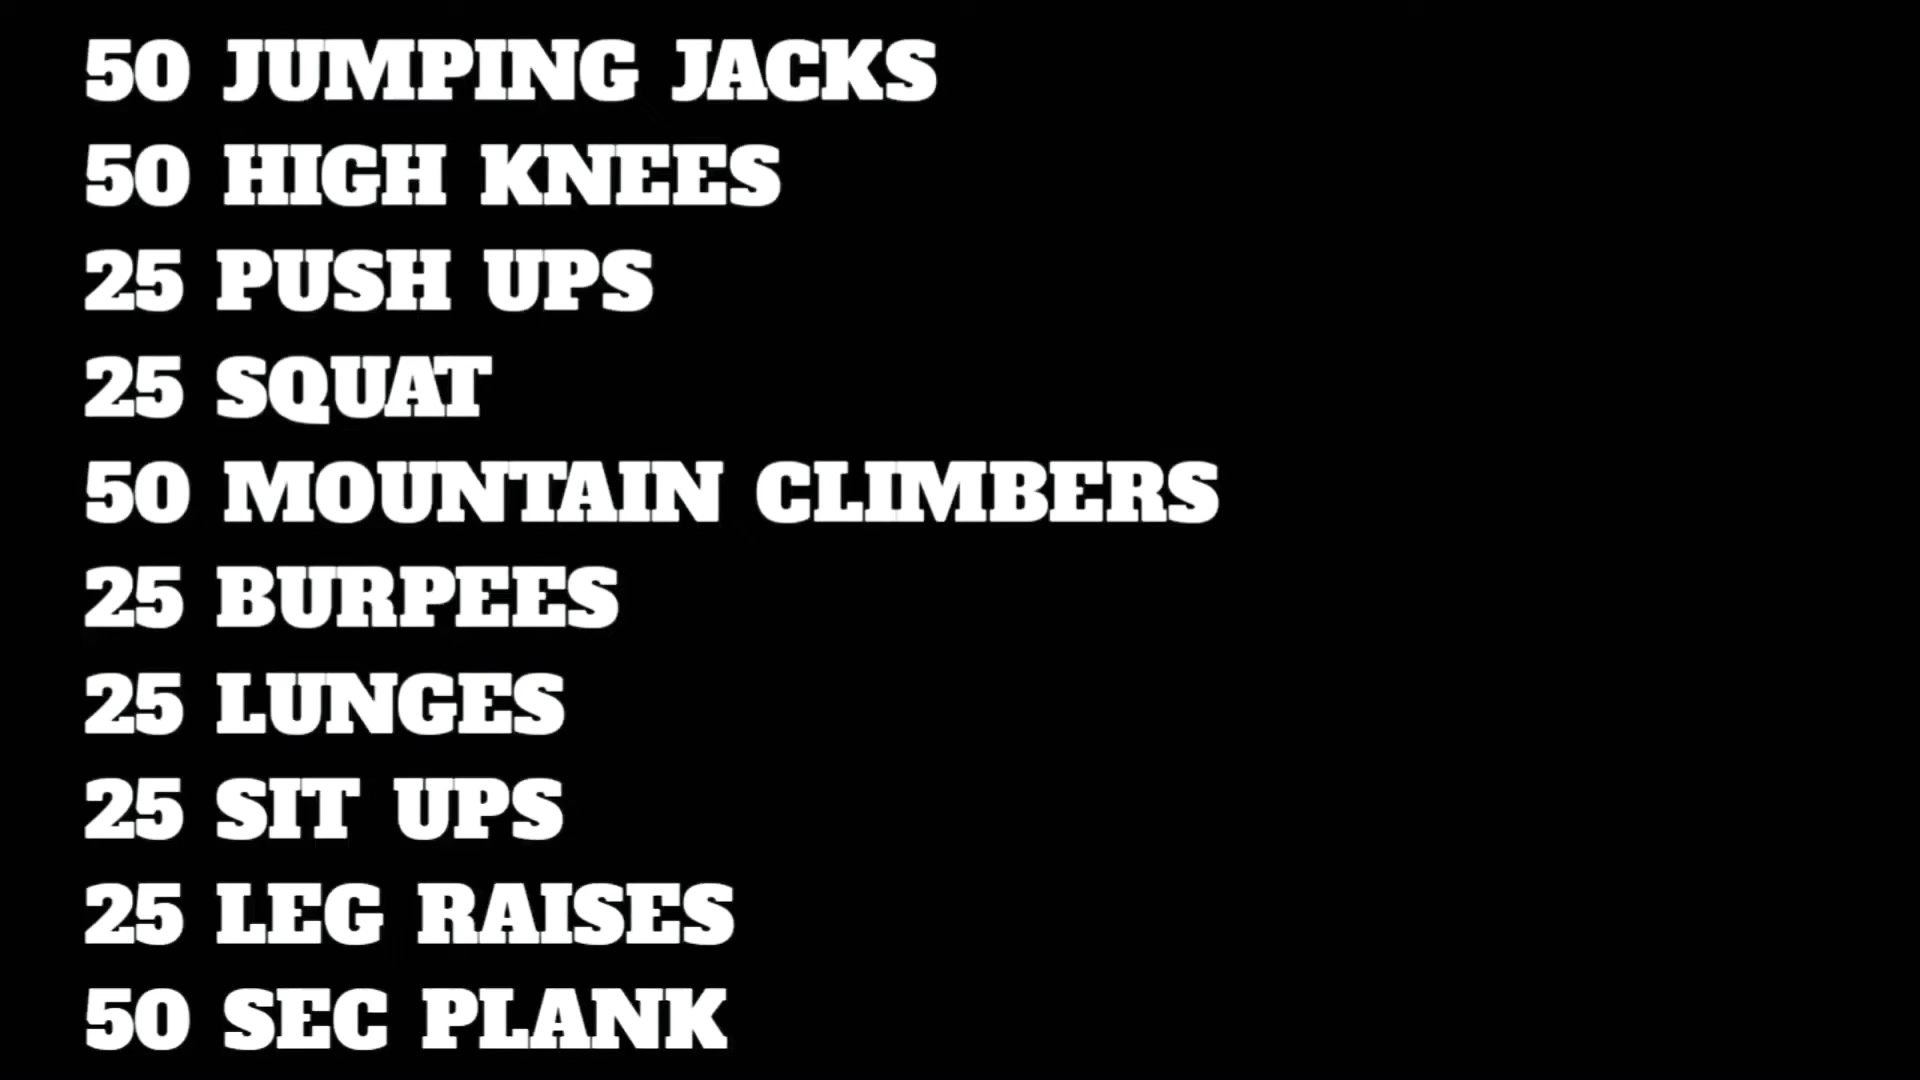 50 JUMPING JACKS
50 HIGH KNEES
25 PUSH UPS
25 SQUAT
50 MOUNTAIN CLIMBERS
25 BURPEES
25 LUNGES
25 SIT UPS
25 LEG RAISES
50 SEC PLANK